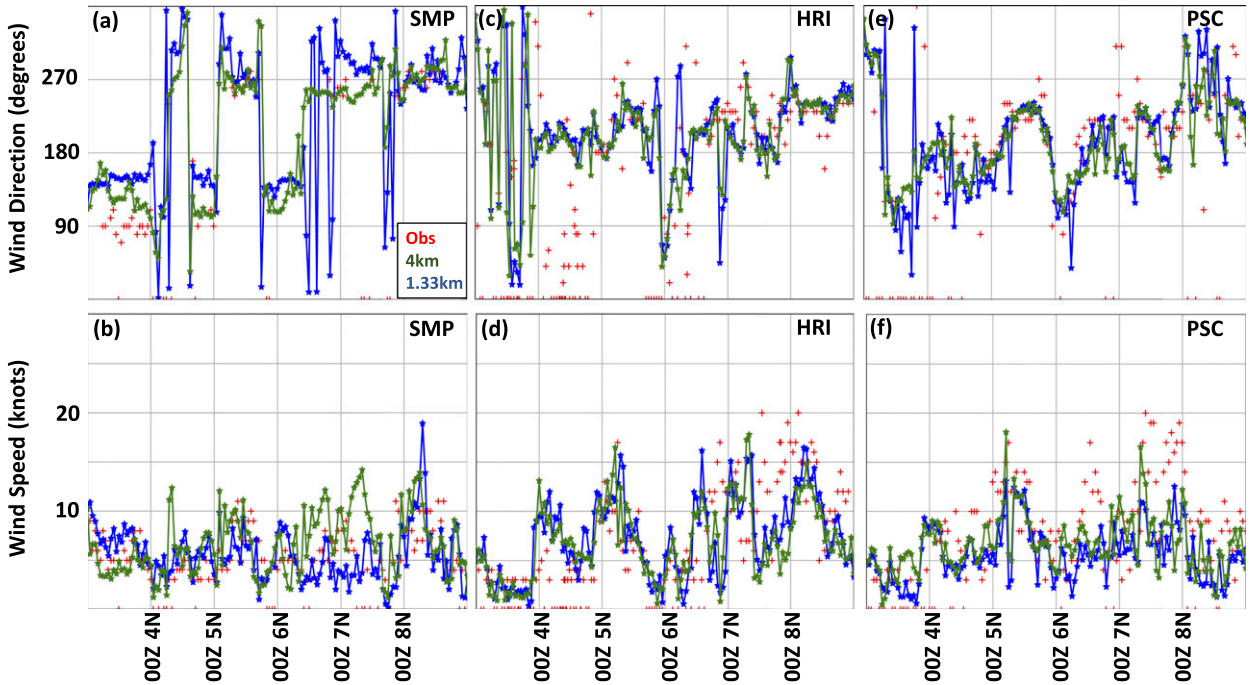 (a) SMP
(c) HRI
(e) PSC
Wind Direction (degrees)
270
180
90
Obs
4km
1.33km
(b) SMP
(d) HRI
(f) PSC
Wind Speed (knots)
20
10
00Z 4N
00Z 5N
00Z 6N
00Z 7N
00Z 8N
00Z 4N
00Z 5N
00Z 6N
00Z 7N
00Z 8N
00Z 4N
00Z 5N
00Z 6N
00Z 7N
00Z 8N